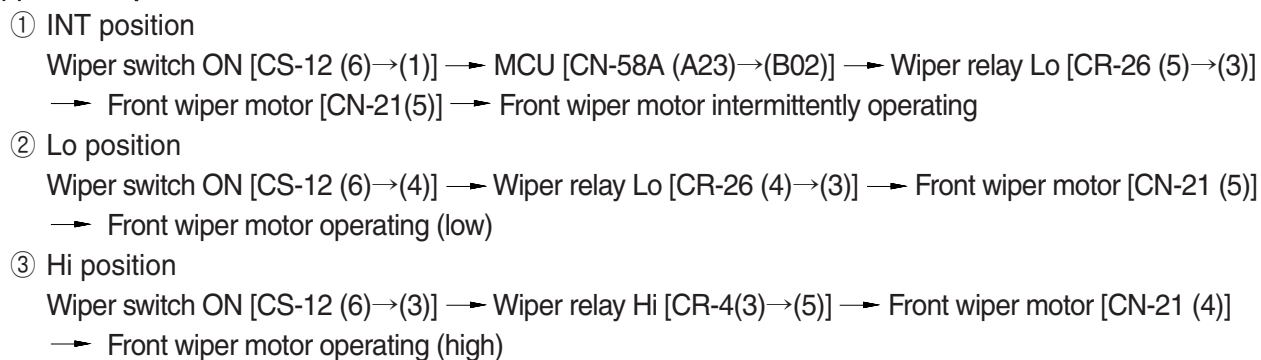 ① INT position
Wiper switch ON [CS-12 (6)→(1)] → MCU [CN-58A (A23)→(B02)] → Wiper relay Lo [CR-26 (5)→(3)]
→ Front wiper motor [CN-21(5)] → Front wiper motor intermittently operating
② Lo position
Wiper switch ON [CS-12 (6)→(4)] → Wiper relay Lo [CR-26 (4)→(3)] → Front wiper motor [CN-21 (5)]
→ Front wiper motor operating (low)
③ Hi position
Wiper switch ON [CS-12 (6)→(3)] → Wiper relay Hi [CR-4(3)→(5)] → Front wiper motor [CN-21 (4)]
→ Front wiper motor operating (high)